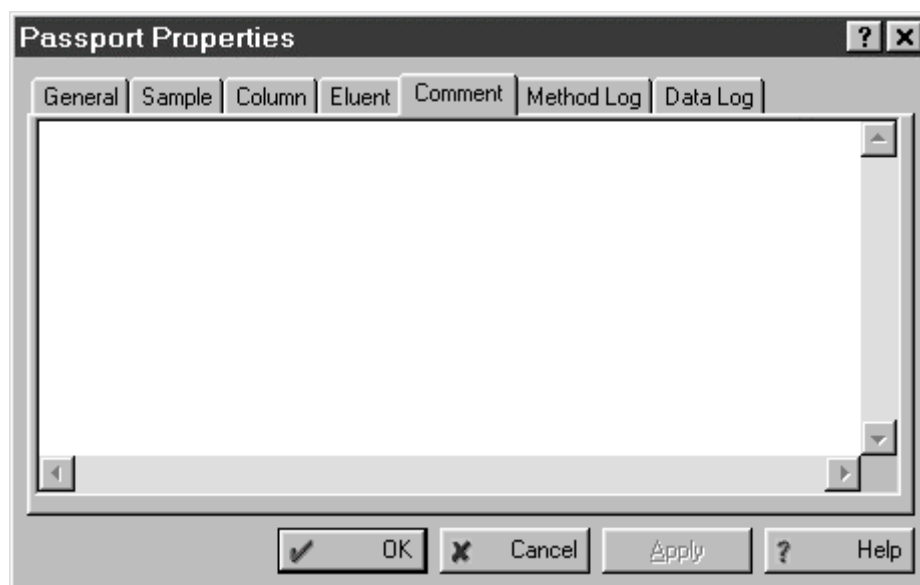 Passport Properties ? ×
General Sample Column Eluent Comment Method Log Data Log
OK Cancel Apply ? Help